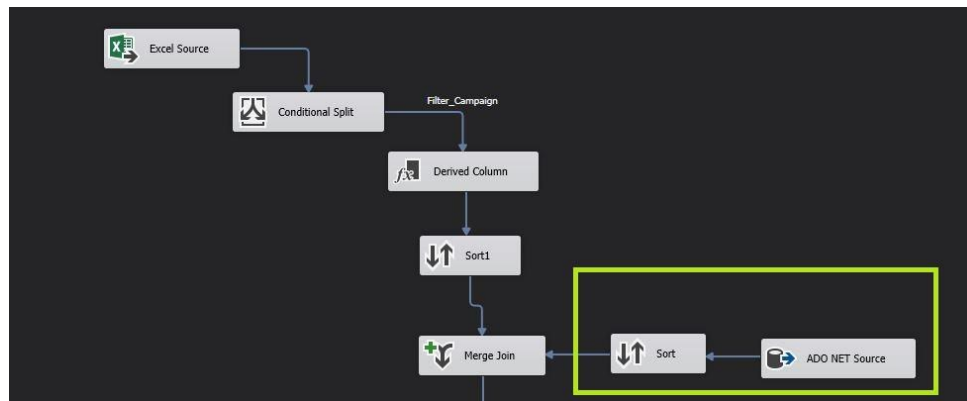 Excel Source
Conditional Split
Filter_Campaign
Derived Column
Sort1
Merge Join
Sort
ADO NET Source